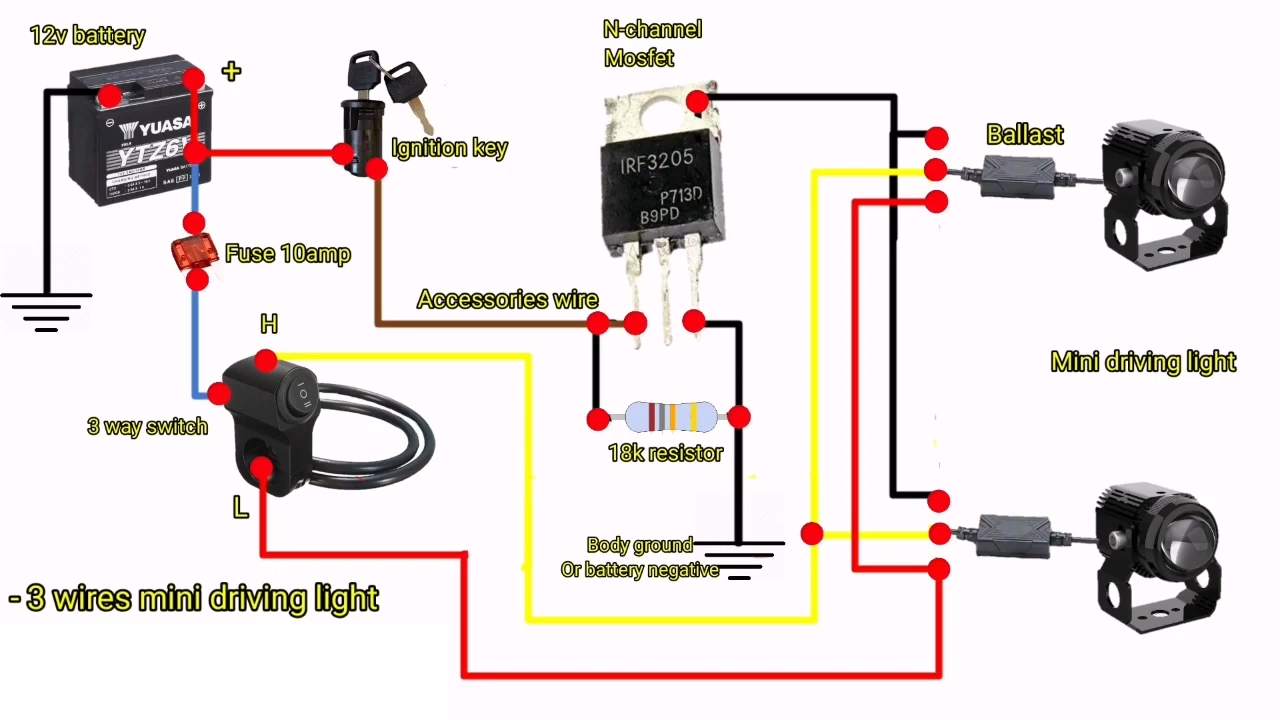 12v battery
+
YUASA
YTZ6V
Ignition key
N-channel
Mosfet
IRF3205
P713D
B9PD
Ballast
Fuse 10amp
Accessories wire
H
3 way switch
18k resistor
Mini driving light
L
Body ground
Or battery negative
- 3 wires mini driving light